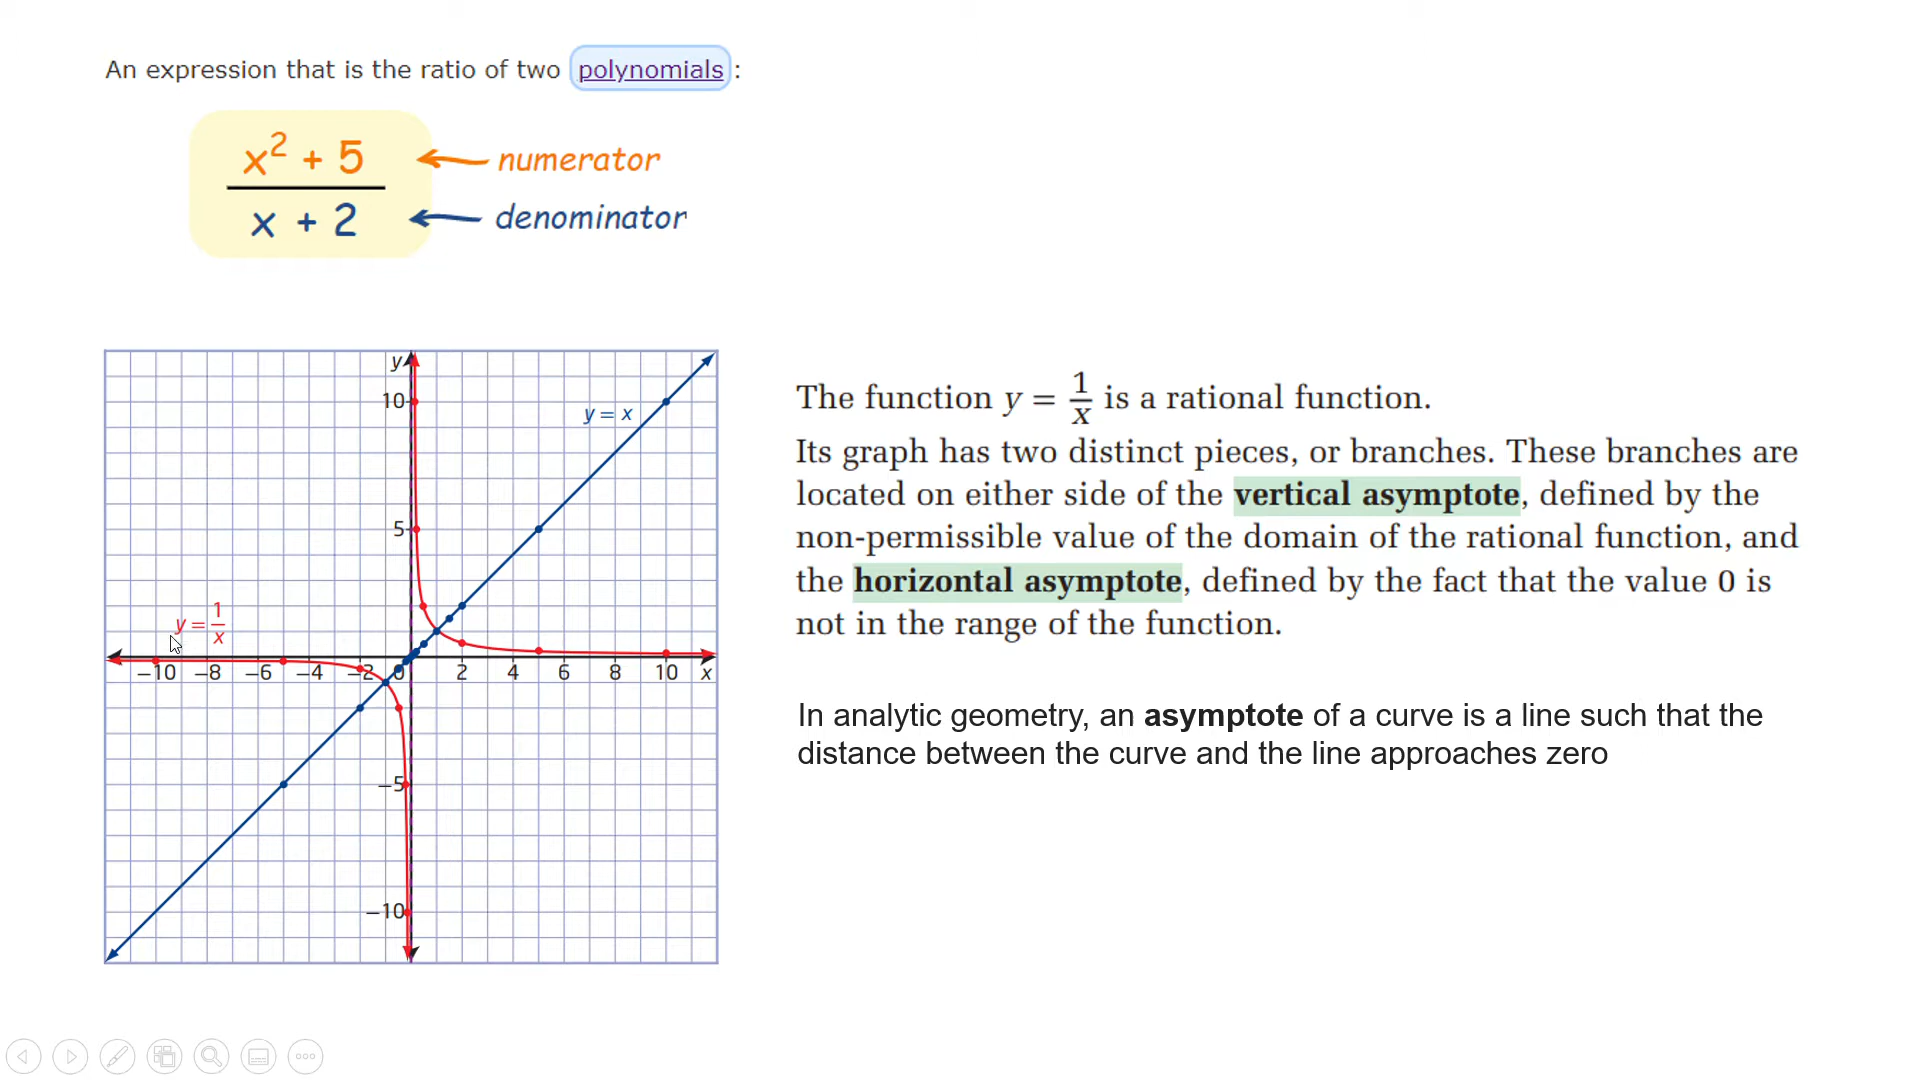 An expression that is the ratio of two polynomials :
x² + 5
numerator
x + 2
denominator
y
10
y = x
5
y = 1/x
−10 −8 −6 −4 −2 0 2 4 6 8 10 x
−5
−10
The function y = 1/x is a rational function.
Its graph has two distinct pieces, or branches. These branches are
located on either side of the vertical asymptote, defined by the
non-permissible value of the domain of the rational function, and
the horizontal asymptote, defined by the fact that the value 0 is
not in the range of the function.
In analytic geometry, an asymptote of a curve is a line such that the
distance between the curve and the line approaches zero